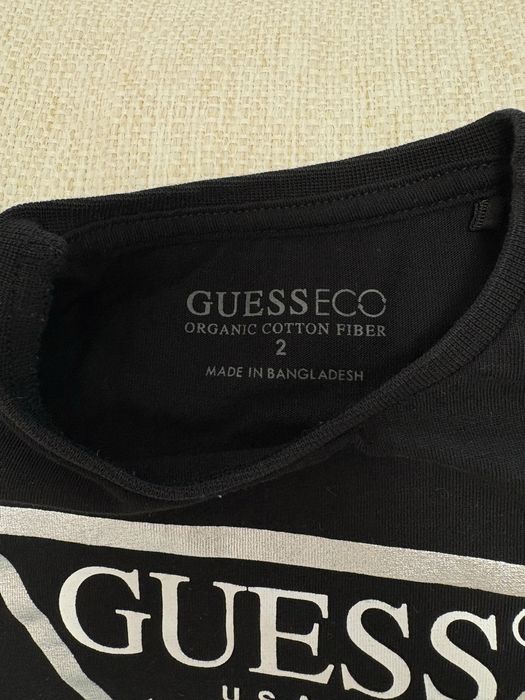 GUESSECO
ORGANIC COTTON FIBER
2
MADE IN BANGLADESH
GUESS
USA